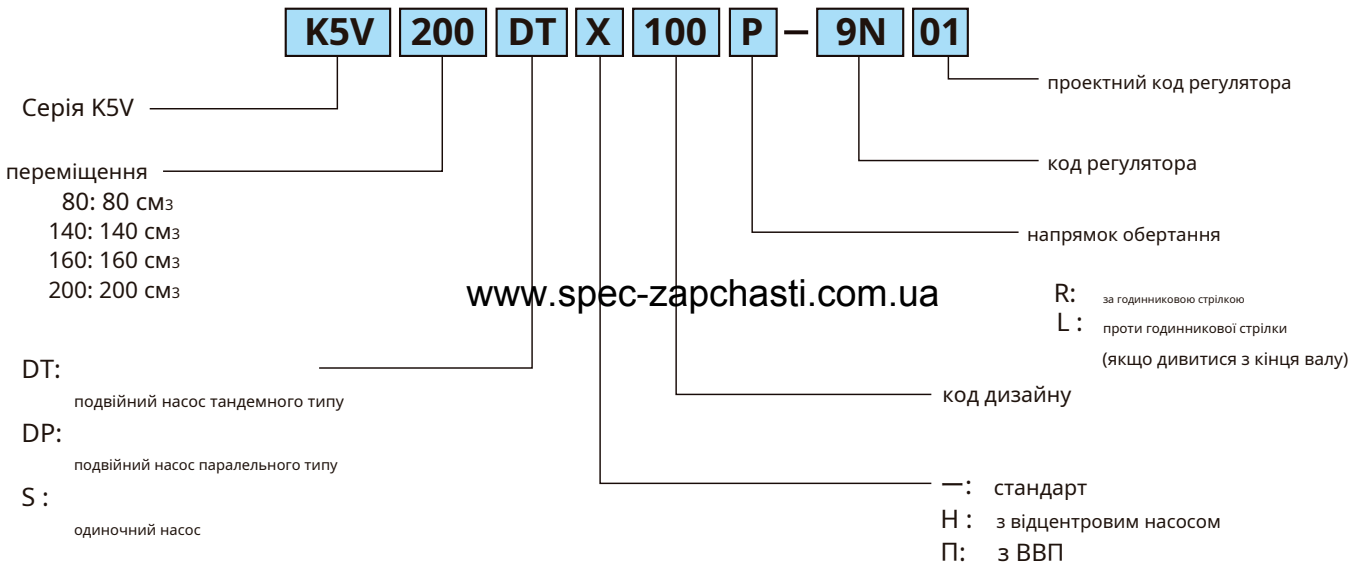 K5V 200 DT X 100 P – 9N 01
проектний код регулятора
Серія K5V
код регулятора
переміщення
80: 80 см3
140: 140 см3
160: 160 см3
200: 200 см3
напрямок обертання
www.spec-zapchasti.com.ua
R: за годинниковою стрілкою
L : проти годинникової стрілки
(якщо дивитися з кінця валу)
DT:
подвійний насос тандемного типу
код дизайну
DP:
подвійний насос паралельного типу
S :
одиночний насос
—: стандарт
Н : з відцентровим насосом
П: з ВВП